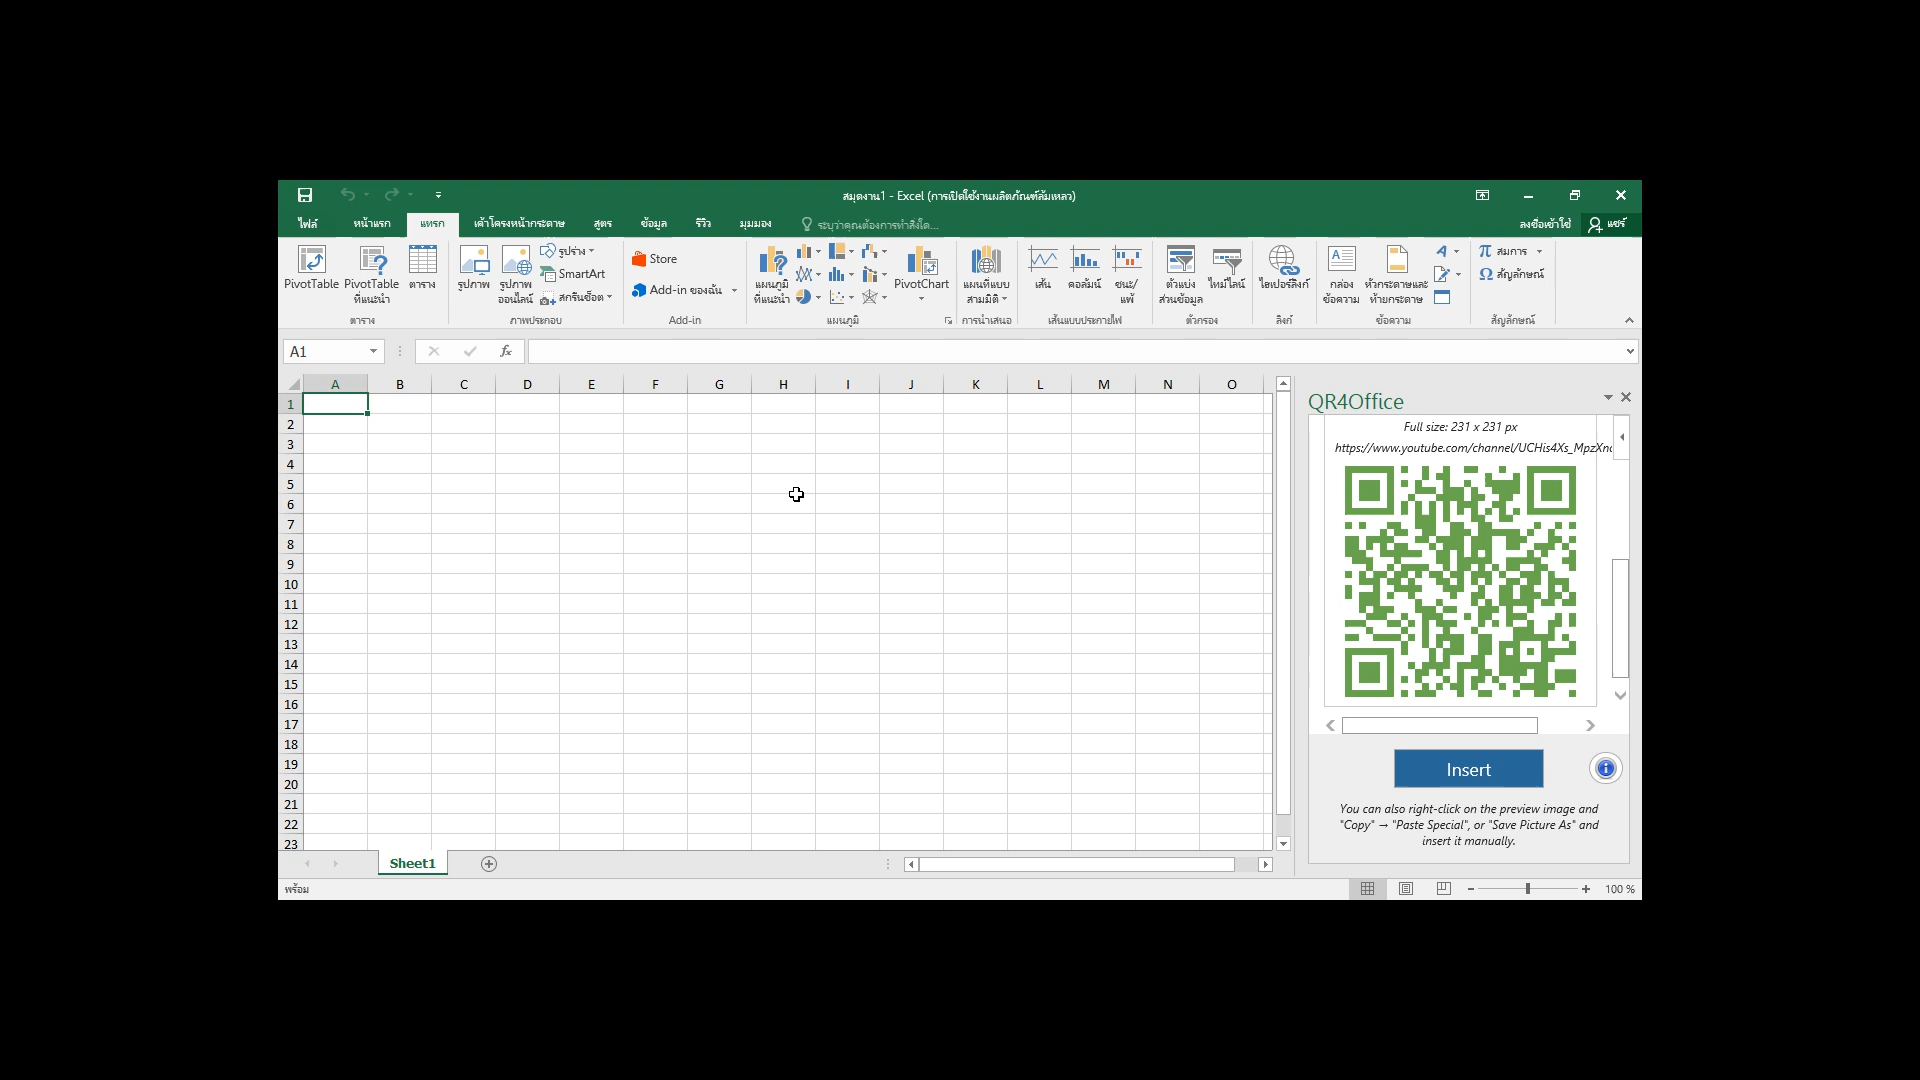 สมุดงาน1 - Excel (การเปิดใช้งานผลิตภัณฑ์ล้มเหลว)
ไฟล์ หน้าแรก แทรก เค้าโครงหน้ากระดาษ สูตร ข้อมูล รีวิว มุมมอง ระบุว่าคุณต้องการทำสิ่งใด... ลงชื่อเข้าใช้ แชร์
PivotTable
PivotTable ที่แนะนำ
ตาราง
ตาราง
รูปภาพ
รูปภาพออนไลน์
รูปร่าง
SmartArt
สกรีนช็อต
ภาพประกอบ
Store
Add-in ของฉัน
Add-in
แผนภูมิที่แนะนำ
PivotChart
แผนภูมิ
แผนที่แบบสามมิติ
การนำเสนอ
เส้น
คอลัมน์
ชนะ/แพ้
เส้นแบบประกายไฟ
ตัวแบ่งส่วนข้อมูล
ไทม์ไลน์
ตัวกรอง
ไฮเปอร์ลิงก์
ลิงก์
กล่องข้อความ
หัวกระดาษและท้ายกระดาษ
ข้อความ
สมการ
สัญลักษณ์
สัญลักษณ์
A1
fx
A B C D E F G H I J K L M N O
1
2
3
4
5
6
7
8
9
10
11
12
13
14
15
16
17
18
19
20
21
22
23
QR4Office
Full size: 231 x 231 px
https://www.youtube.com/channel/UCHis4Xs_MpzXn
Insert
You can also right-click on the preview image and
"Copy" → "Paste Special", or "Save Picture As" and
insert it manually.
Sheet1
พร้อม
100 %